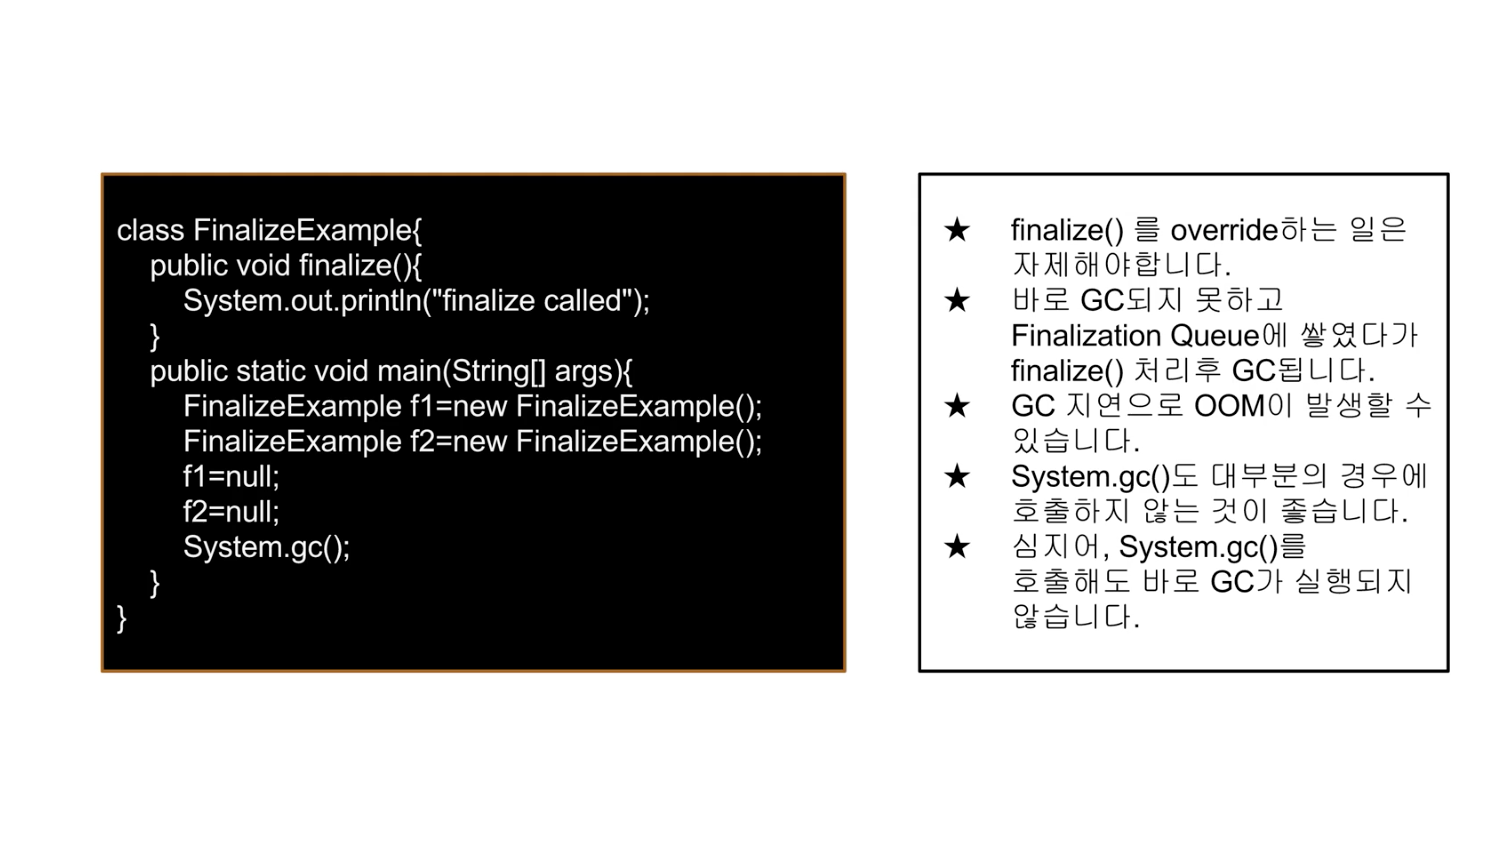 class FinalizeExample{
public void finalize(){
System.out.println("finalize called");
}
public static void main(String[] args){
FinalizeExample f1=new FinalizeExample();
FinalizeExample f2=new FinalizeExample();
f1=null;
f2=null;
System.gc();
}
}
★ finalize() 를 override하는 일은
자제해야합니다.
★ 바로 GC되지 못하고
Finalization Queue에 쌓였다가
finalize() 처리후 GC됩니다.
★ GC 지연으로 OOM이 발생할 수
있습니다.
★ System.gc()도 대부분의 경우에
호출하지 않는 것이 좋습니다.
★ 심지어, System.gc()를
호출해도 바로 GC가 실행되지
않습니다.